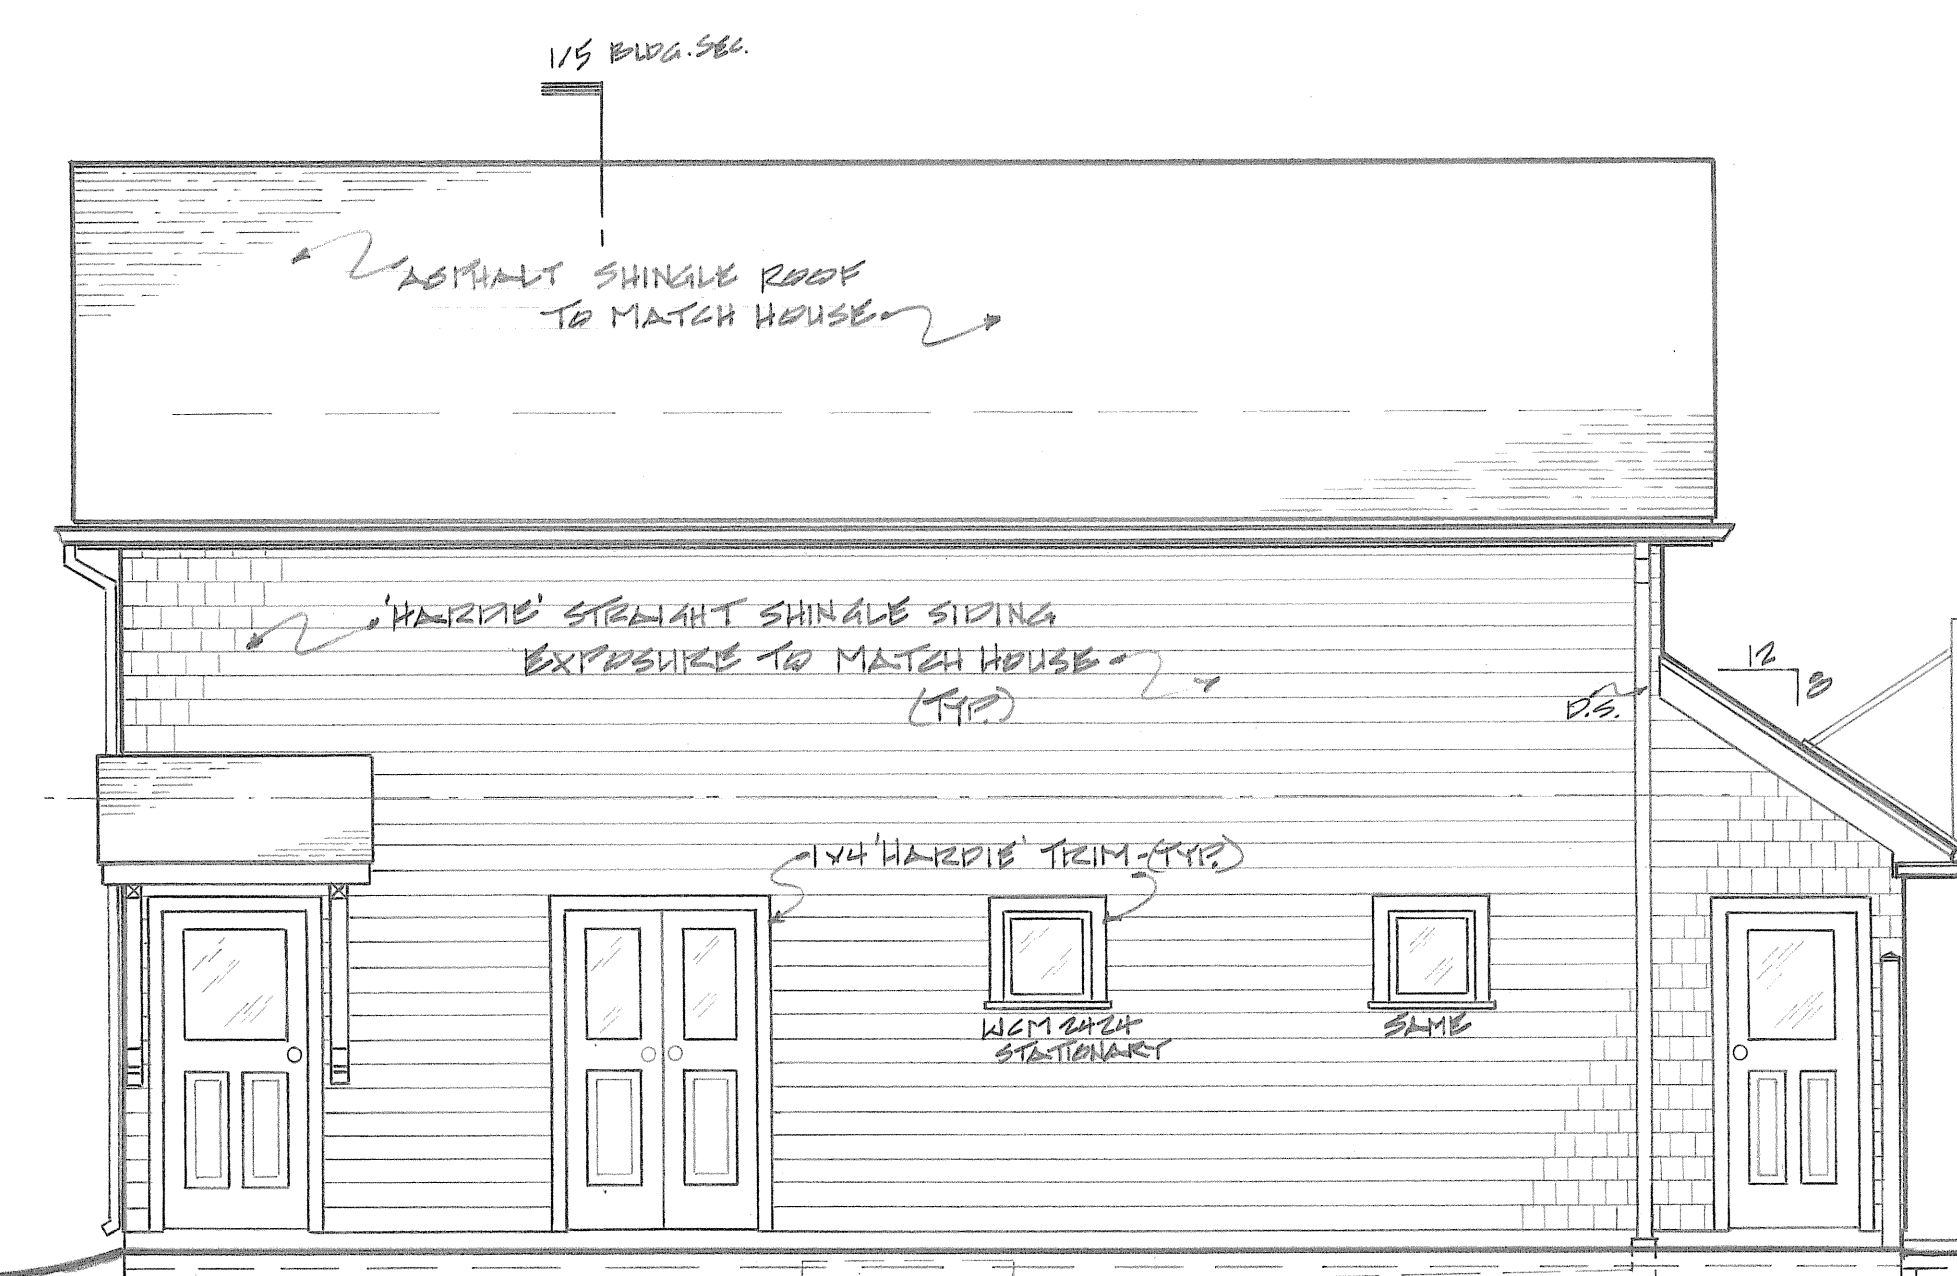 1/5 BLDG. SEC.
ASPHALT SHINGLE ROOF
TO MATCH HOUSE
'HARDIE' STRAIGHT SHINGLE SIDING
EXPOSURE TO MATCH HOUSE
(TYP.)
12
8
D.S.
1x4 'HARDIE' TRIM-(TYP.)
WCM 2424
STATIONARY
SAME